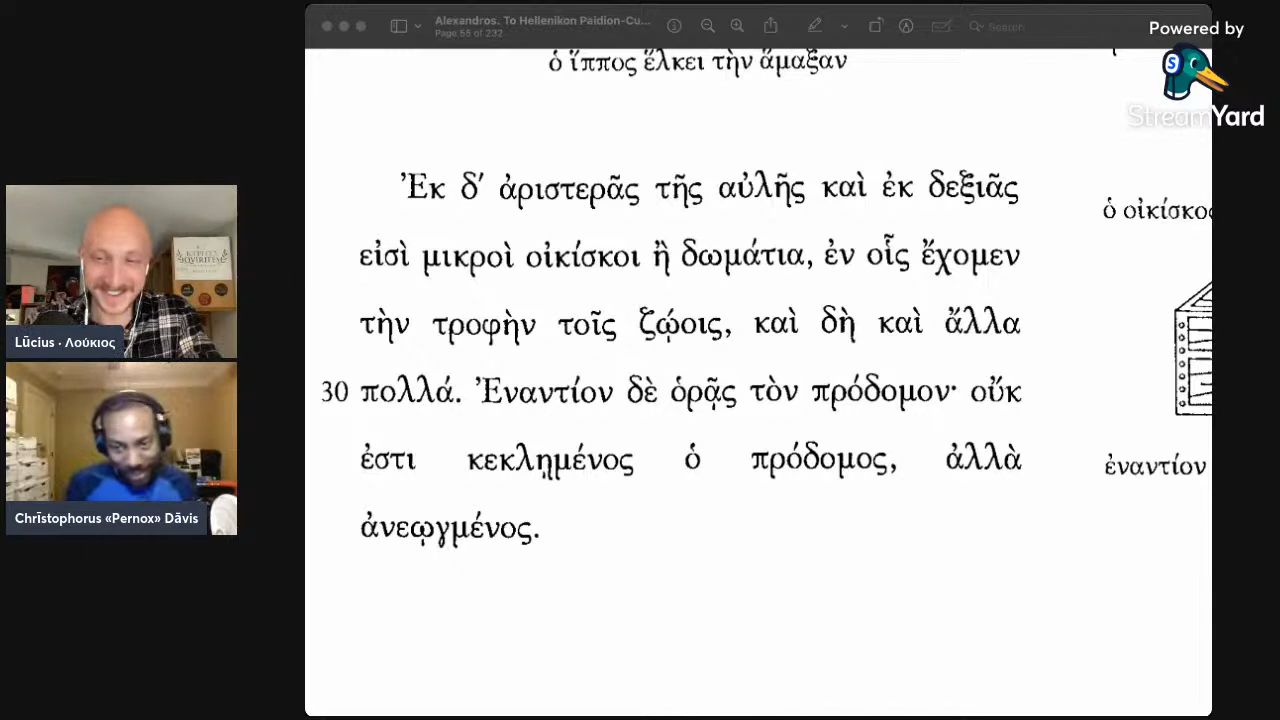 Alexandros. To Hellenikon Paidion-Cu...
Page 55 of 232
Search
Powered by
StreamYard
ὁ ἵππος ἕλκει τὴν ἅμαξαν
Ἐκ δ’ ἀριστερᾶς τῆς αὐλῆς καὶ ἐκ δεξιᾶς
εἰσὶ μικροὶ οἰκίσκοι ἢ δωμάτια, ἐν οἷς ἔχομεν
τὴν τροφὴν τοῖς ζῴοις, καὶ δὴ καὶ ἄλλα
30 πολλά. Ἐναντίον δὲ ὁρᾷς τὸν πρόδομον· οὔκ
ἐστι κεκλῃμένος ὁ πρόδομος, ἀλλὰ
ἀνεῳγμένος.
ὁ οἰκίσκος
ἐναντίον
Lūcius · Λούκιος
Chrīstophorus «Pernox» Dāvis